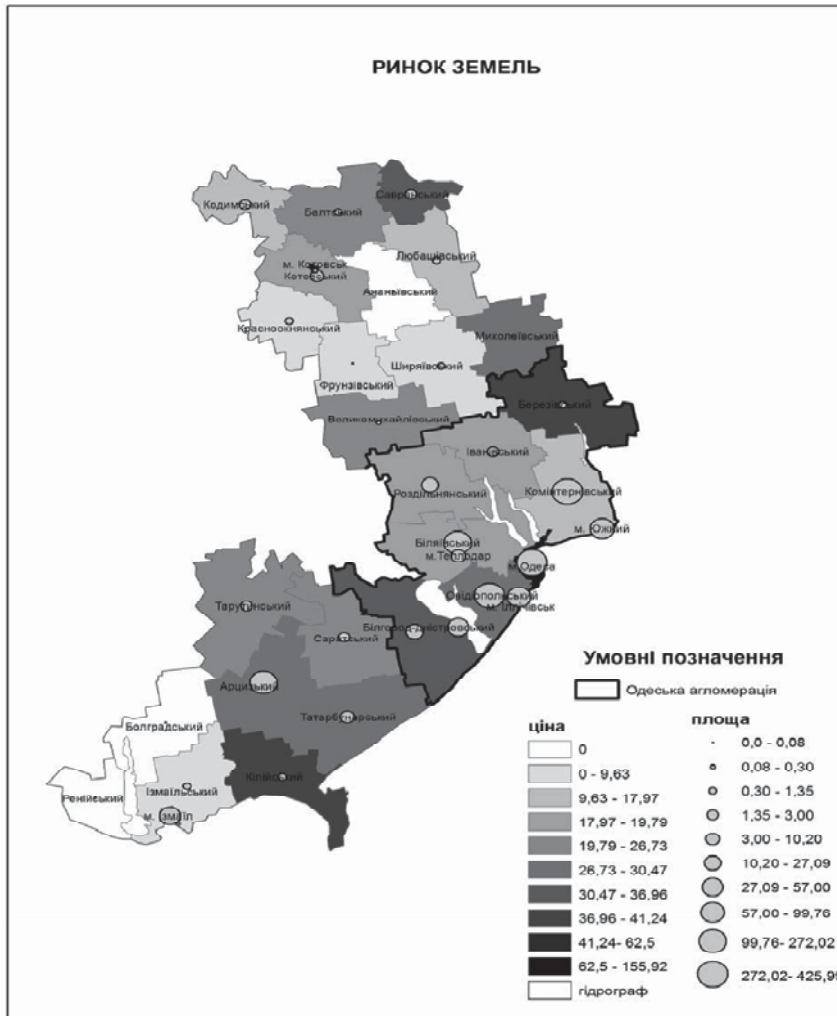 РИНОК ЗЕМЕЛЬ
Кодимський
Балтський
Савранський
м. Котовськ
Котовський
Любашівський
Ананьївський
Красноокнянський
Миколаївський
Фрунзівський
Ширяївський
Березівський
Великомихайлівський
Іванівський
Роздільнянський
Комінтернівський
м. Южний
Біляївський
м.Теплодар
м.Одеса
Овідіопольський
м. Іллічівськ
Тарутинський
Саратський
Білгород-дністровський
Арцизький
Татарбунарський
Болградський
Кілійський
Ренійський
Ізмаїльський
м. Ізмаїл
Умовні позначення
Одеська агломерація
ціна
0
0 - 9,63
9,63 - 17,97
17,97 - 19,79
19,79 - 26,73
26,73 - 30,47
30,47 - 36,96
36,96 - 41,24
41,24- 62,5
62,5 - 155,92
гідрограф
площа
0,0 - 0,08
0,08 - 0,30
0,30 - 1,35
1,35 - 3,00
3,00 - 10,20
10,20 - 27,09
27,09 - 57,00
57,00 - 99,76
99,76- 272,02
272,02- 425,99